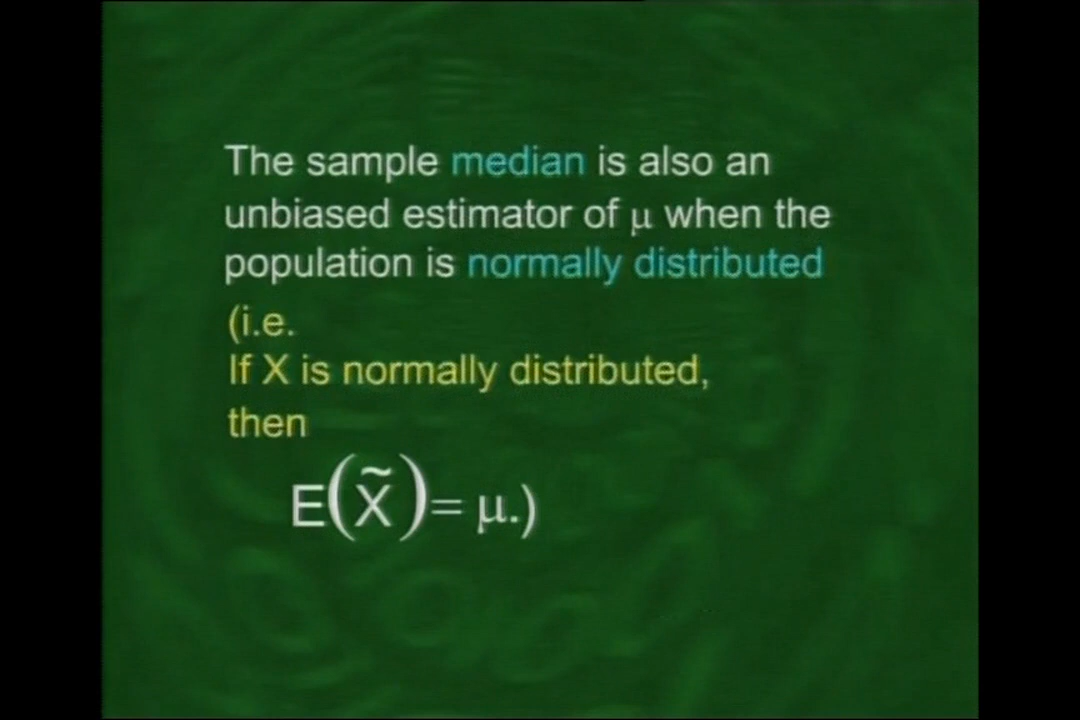 The sample median is also an
unbiased estimator of μ when the
population is normally distributed
(i.e.
If X is normally distributed,
then
E(X̃)= μ.)